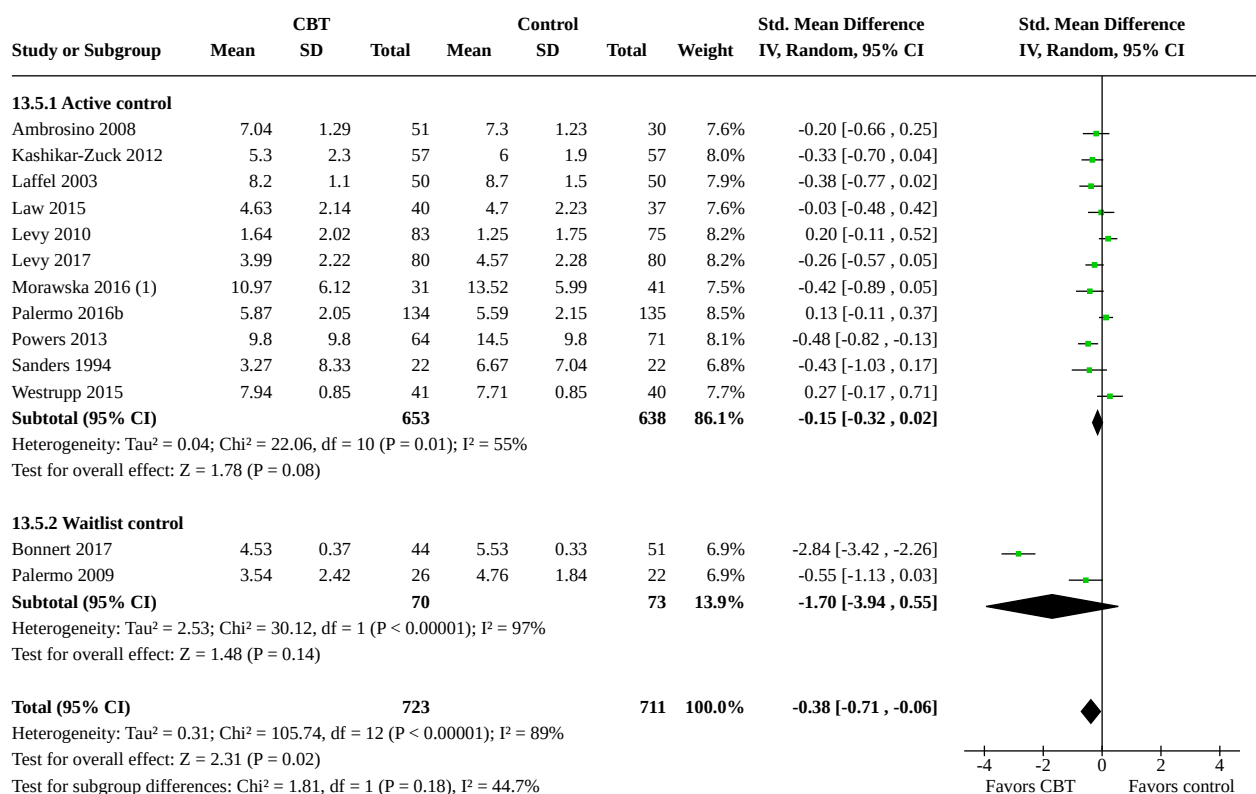 CBT Control Std. Mean Difference Std. Mean Difference
Study or Subgroup Mean SD Total Mean SD Total Weight IV, Random, 95% CI IV, Random, 95% CI
13.5.1 Active control
Ambrosino 2008 7.04 1.29 51 7.3 1.23 30 7.6% -0.20 [-0.66 , 0.25]
Kashikar-Zuck 2012 5.3 2.3 57 6 1.9 57 8.0% -0.33 [-0.70 , 0.04]
Laffel 2003 8.2 1.1 50 8.7 1.5 50 7.9% -0.38 [-0.77 , 0.02]
Law 2015 4.63 2.14 40 4.7 2.23 37 7.6% -0.03 [-0.48 , 0.42]
Levy 2010 1.64 2.02 83 1.25 1.75 75 8.2% 0.20 [-0.11 , 0.52]
Levy 2017 3.99 2.22 80 4.57 2.28 80 8.2% -0.26 [-0.57 , 0.05]
Morawska 2016 (1) 10.97 6.12 31 13.52 5.99 41 7.5% -0.42 [-0.89 , 0.05]
Palermo 2016b 5.87 2.05 134 5.59 2.15 135 8.5% 0.13 [-0.11 , 0.37]
Powers 2013 9.8 9.8 64 14.5 9.8 71 8.1% -0.48 [-0.82 , -0.13]
Sanders 1994 3.27 8.33 22 6.67 7.04 22 6.8% -0.43 [-1.03 , 0.17]
Westrupp 2015 7.94 0.85 41 7.71 0.85 40 7.7% 0.27 [-0.17 , 0.71]
Subtotal (95% CI) 653 638 86.1% -0.15 [-0.32 , 0.02]
Heterogeneity: Tau² = 0.04; Chi² = 22.06, df = 10 (P = 0.01); I² = 55%
Test for overall effect: Z = 1.78 (P = 0.08)
13.5.2 Waitlist control
Bonnert 2017 4.53 0.37 44 5.53 0.33 51 6.9% -2.84 [-3.42 , -2.26]
Palermo 2009 3.54 2.42 26 4.76 1.84 22 6.9% -0.55 [-1.13 , 0.03]
Subtotal (95% CI) 70 73 13.9% -1.70 [-3.94 , 0.55]
Heterogeneity: Tau² = 2.53; Chi² = 30.12, df = 1 (P < 0.00001); I² = 97%
Test for overall effect: Z = 1.48 (P = 0.14)
Total (95% CI) 723 711 100.0% -0.38 [-0.71 , -0.06]
Heterogeneity: Tau² = 0.31; Chi² = 105.74, df = 12 (P < 0.00001); I² = 89%
Test for overall effect: Z = 2.31 (P = 0.02)
-4 -2 0 2 4
Test for subgroup differences: Chi² = 1.81, df = 1 (P = 0.18), I² = 44.7%
Favors CBT Favors control